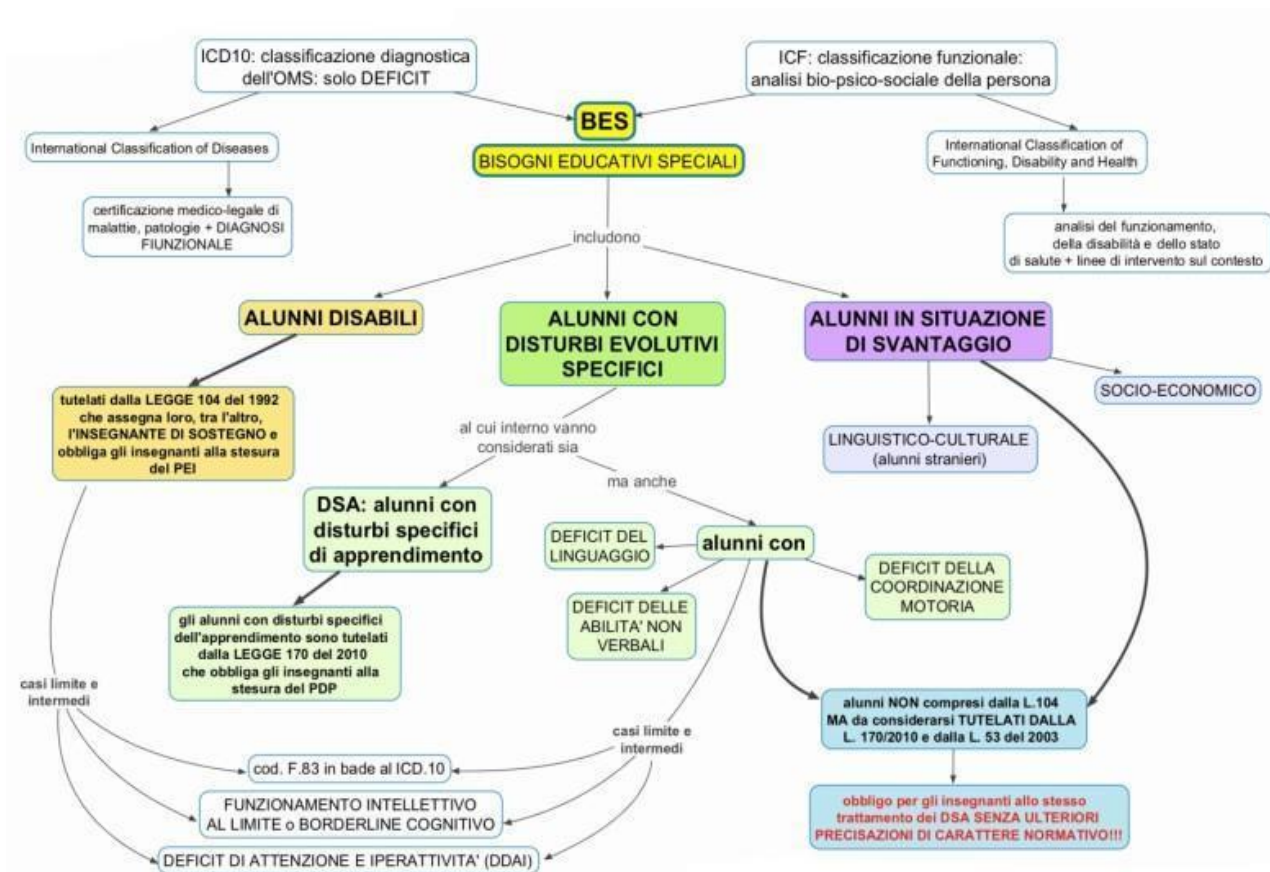 ICD10: classificazione diagnostica
dell'OMS: solo DEFICIT
ICF: classificazione funzionale:
analisi bio-psico-sociale della persona
BES
BISOGNI EDUCATIVI SPECIALI
International Classification of Diseases
International Classification of
Functioning, Disability and Health
certificazione medico-legale di
malattie, patologie + DIAGNOSI
FIUNZIONALE
analisi del funzionamento,
della disabilità e dello stato
di salute + linee di intervento sul contesto
includono
ALUNNI DISABILI
ALUNNI CON
DISTURBI EVOLUTIVI
SPECIFICI
ALUNNI IN SITUAZIONE
DI SVANTAGGIO
tutelati dalla LEGGE 104 del 1992
che assegna loro, tra l'altro,
l'INSEGNANTE DI SOSTEGNO e
obbliga gli insegnanti alla stesura
del PEI
al cui interno vanno
considerati sia
ma anche
LINGUISTICO-CULTURALE
(alunni stranieri)
SOCIO-ECONOMICO
DSA: alunni con
disturbi specifici
di apprendimento
alunni con
DEFICIT DEL
LINGUAGGIO
DEFICIT DELLE
ABILITA' NON
VERBALI
DEFICIT DELLA
COORDINAZIONE
MOTORIA
gli alunni con disturbi specifici
dell'apprendimento sono tutelati
dalla LEGGE 170 del 2010
che obbliga gli insegnanti alla
stesura del PDP
casi limite e
intermedi
casi limite e
intermedi
alunni NON compresi dalla L.104
MA da considerarsi TUTELATI DALLA
L. 170/2010 e dalla L. 53 del 2003
cod. F.83 in bade al ICD.10
FUNZIONAMENTO INTELLETTIVO
AL LIMITE o BORDERLINE COGNITIVO
DEFICIT DI ATTENZIONE E IPERATTIVITA' (DDAI)
obbligo per gli insegnanti allo stesso
trattamento dei DSA SENZA ULTERIORI
PRECISAZIONI DI CARATTERE NORMATIVO!!!